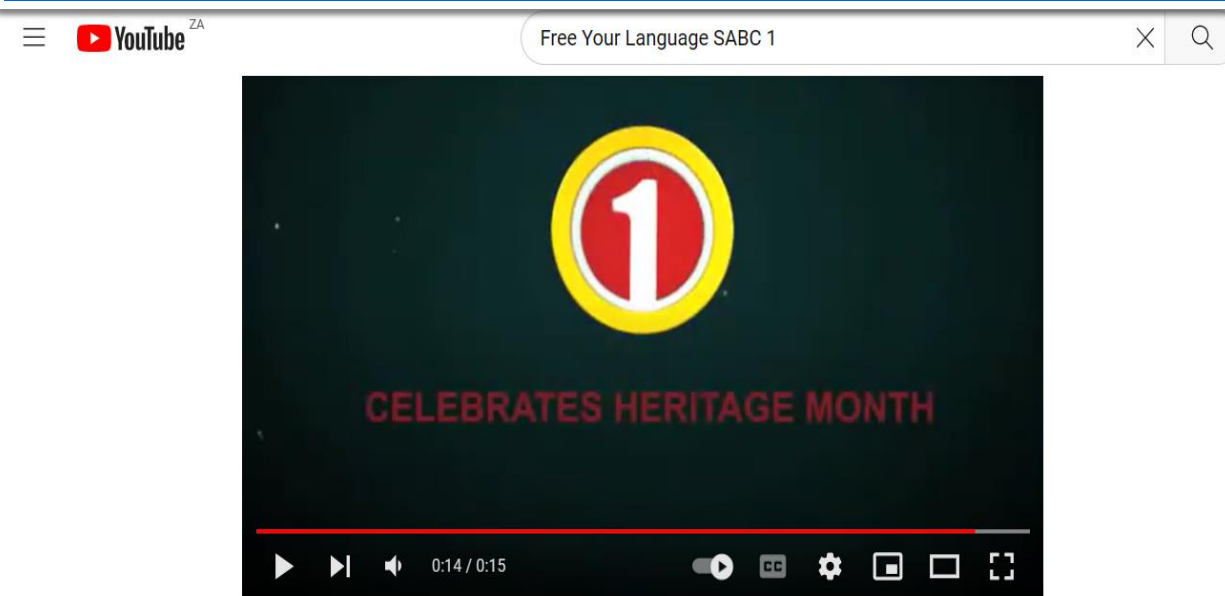 YouTube ZA
Free Your Language SABC 1
1
CELEBRATES HERITAGE MONTH
0:14 / 0:15
CC